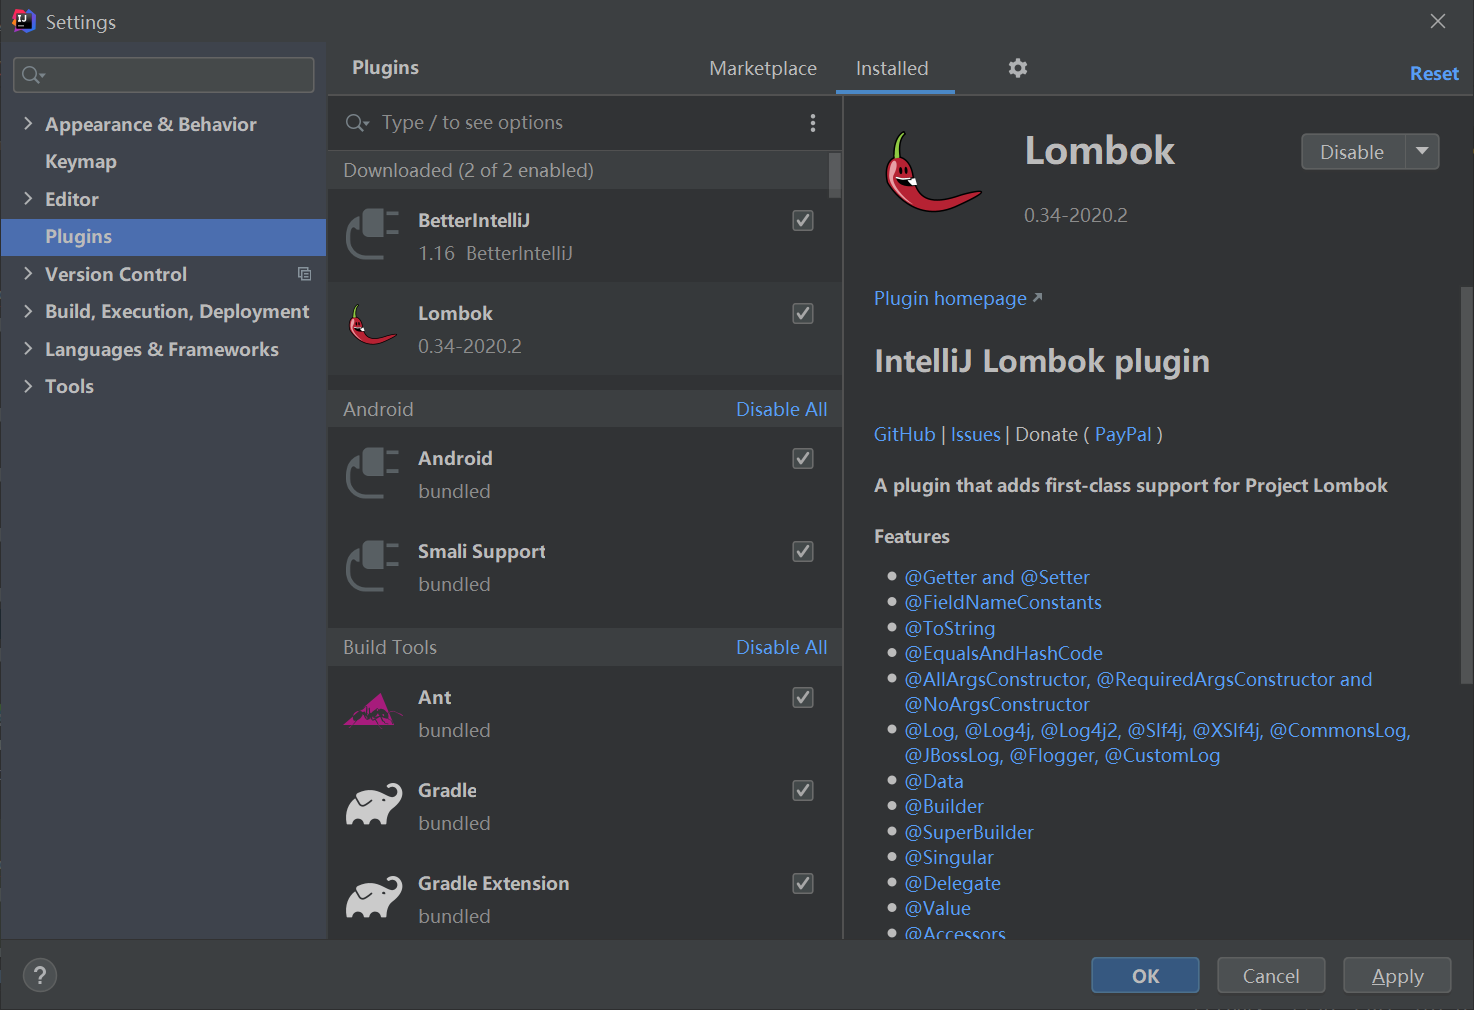 Settings
Plugins
Marketplace
Installed
Reset
Appearance & Behavior
Keymap
Editor
Plugins
Version Control
Build, Execution, Deployment
Languages & Frameworks
Tools
Type / to see options
Downloaded (2 of 2 enabled)
BetterIntelliJ
1.16 BetterIntelliJ
Lombok
0.34-2020.2
Android
Disable All
Android
bundled
Smali Support
bundled
Build Tools
Disable All
Ant
bundled
Gradle
bundled
Gradle Extension
bundled
Lombok
Disable
0.34-2020.2
Plugin homepage
IntelliJ Lombok plugin
GitHub | Issues | Donate ( PayPal )
A plugin that adds first-class support for Project Lombok
Features
@Getter and @Setter
@FieldNameConstants
@ToString
@EqualsAndHashCode
@AllArgsConstructor, @RequiredArgsConstructor and
@NoArgsConstructor
@Log, @Log4j, @Log4j2, @Slf4j, @XSlf4j, @CommonsLog,
@JBossLog, @Flogger, @CustomLog
@Data
@Builder
@SuperBuilder
@Singular
@Delegate
@Value
@Accessors
?
OK
Cancel
Apply